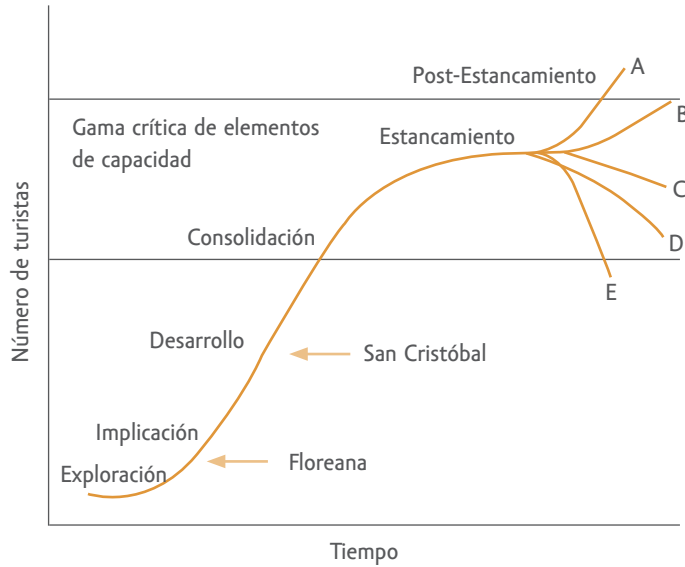 Post-Estancamiento
A
B
Gama crítica de elementos
de capacidad
Estancamiento
C
Consolidación
D
E
Número de turistas
Desarrollo
San Cristóbal
Implicación
Floreana
Exploración
Tiempo